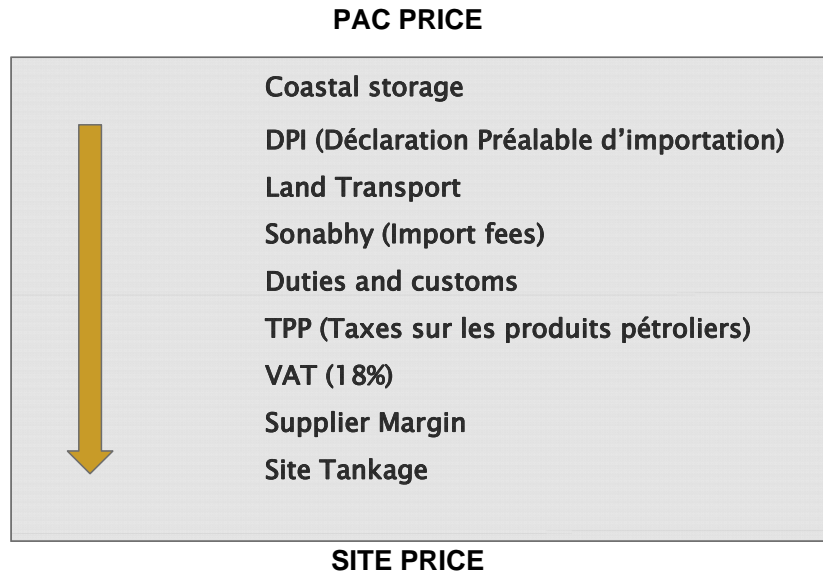 PAC PRICE
Coastal storage
DPI (Déclaration Préalable d'importation)
Land Transport
Sonabhy (Import fees)
Duties and customs
TPP (Taxes sur les produits pétroliers)
VAT (18%)
Supplier Margin
Site Tankage
SITE PRICE